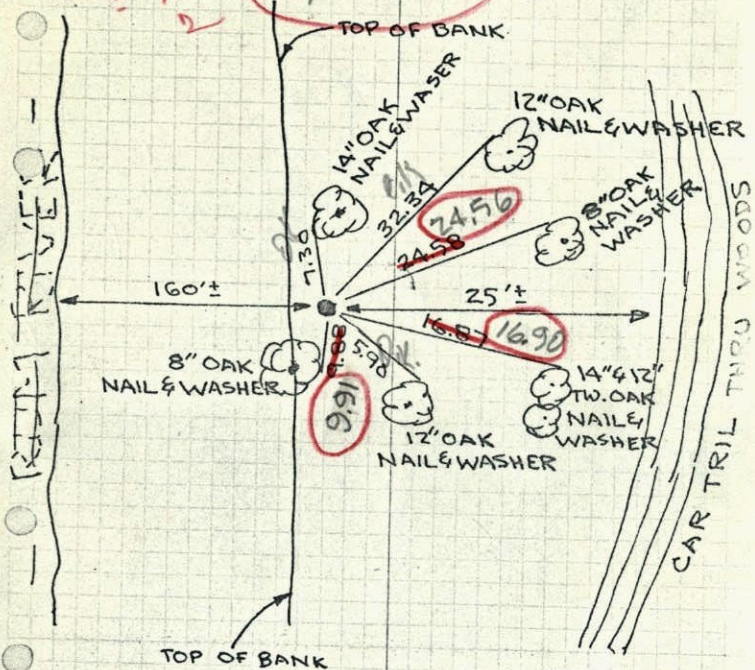 2
TOP OF BANK
14" OAK
NAIL & WASER
12" OAK
NAIL & WASHER
32.34
24.56
24.58
8" OAK
NAIL &
WASHER
7.30
O.K.
160'±
25'±
16.87
16.90
9.88
5.98
O.K.
9.91
8" OAK
NAIL & WASHER
12" OAK
NAIL & WASHER
14" & 12"
TW. OAK
NAIL &
WASHER
RIVER
CAR TRIL THRU WOODS
TOP OF BANK